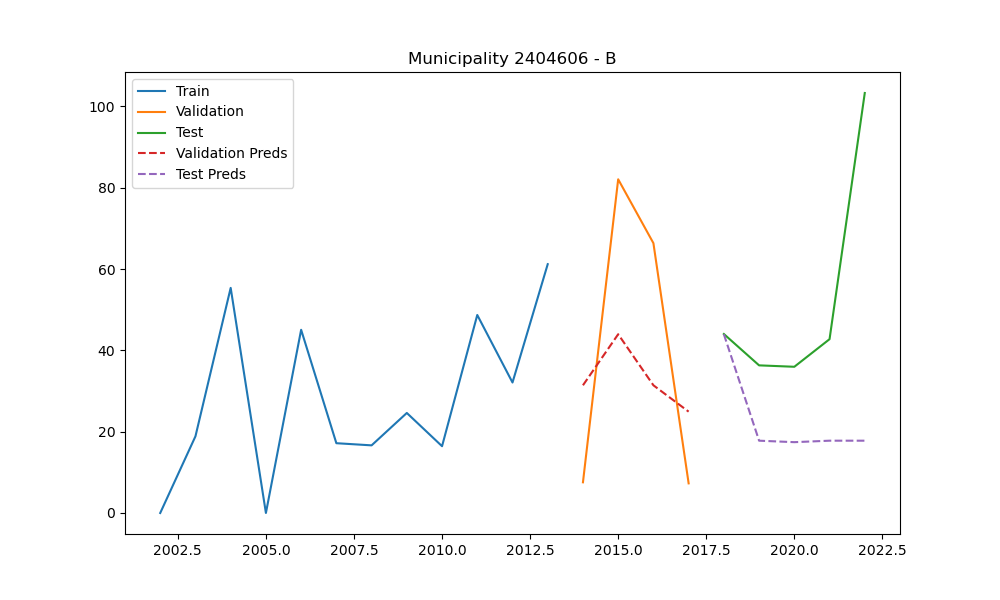 Municipality 2404606 - B
Train
Validation
Test
Validation Preds
Test Preds
100
80
60
40
20
0
2002.5 2005.0 2007.5 2010.0 2012.5 2015.0 2017.5 2020.0 2022.5